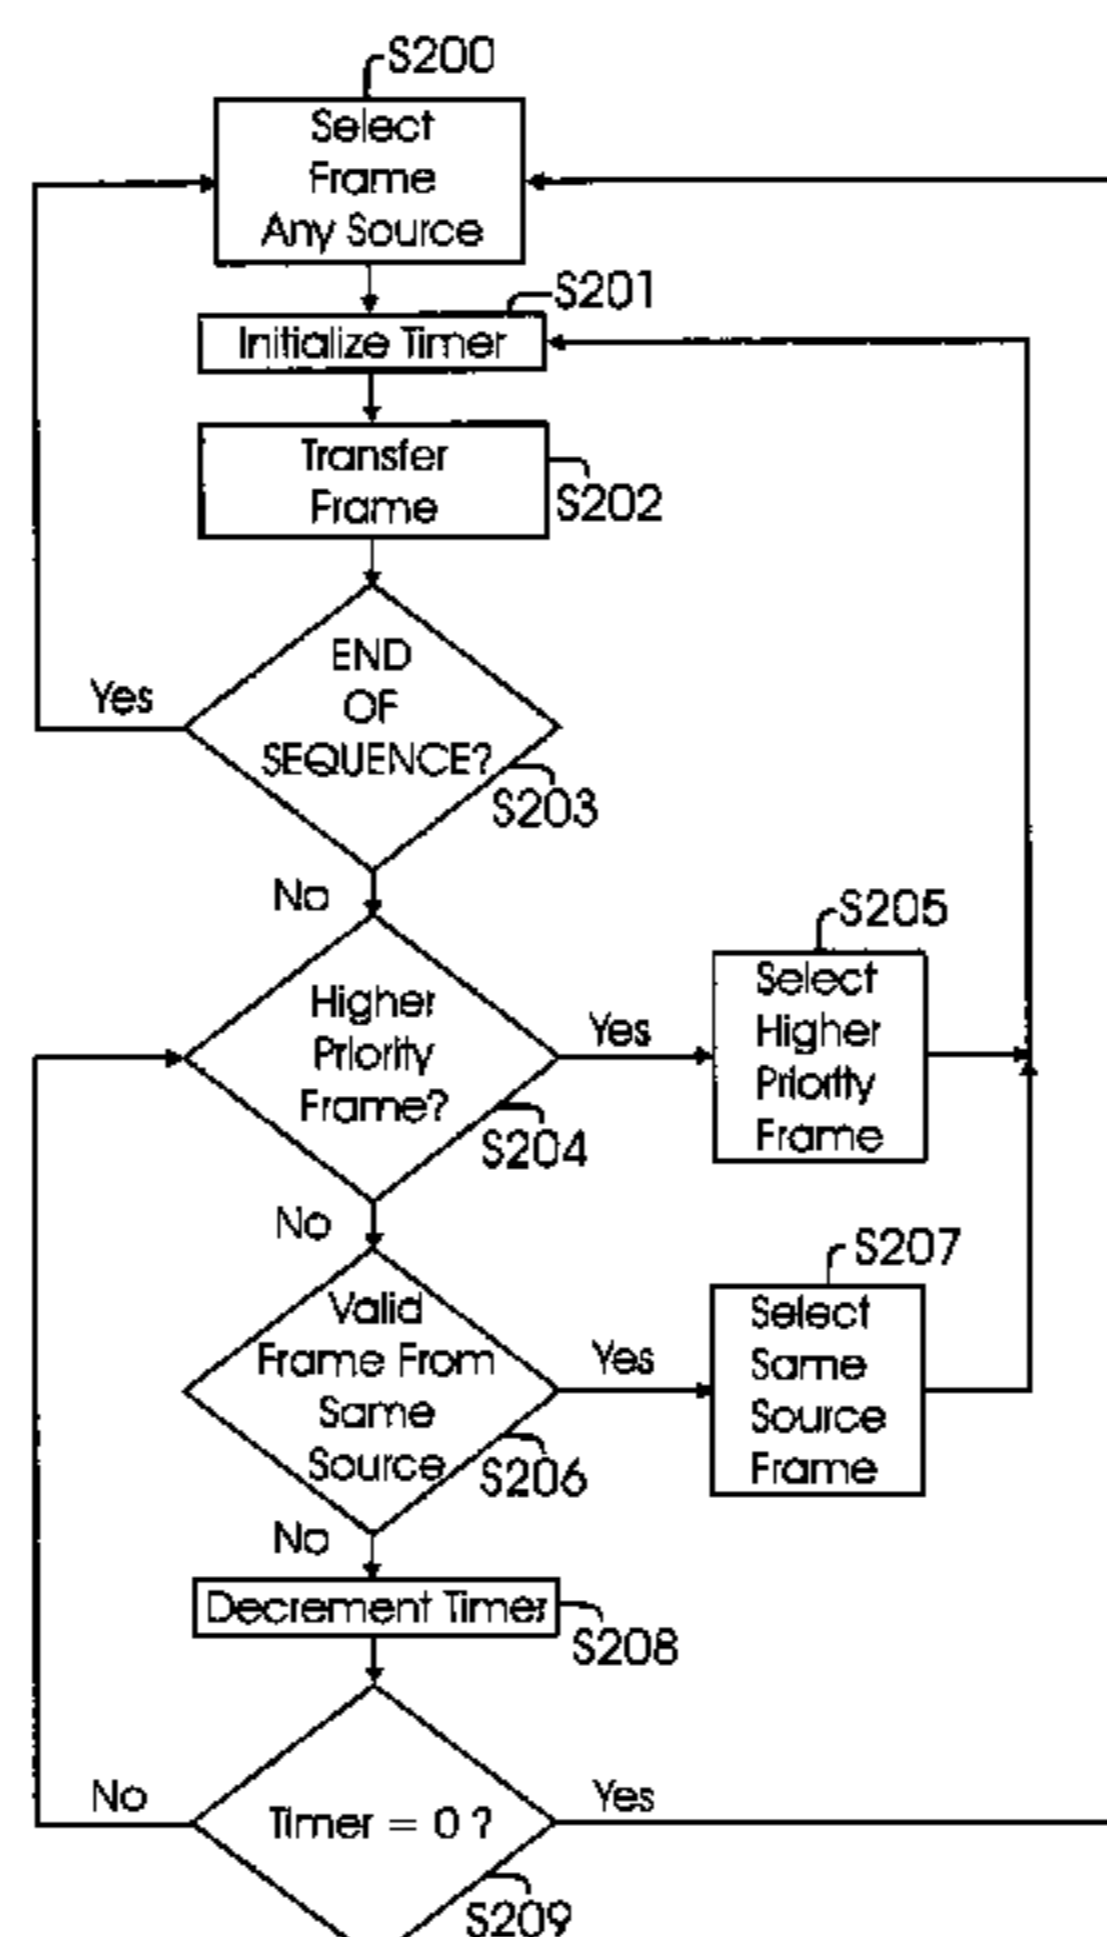 S200
Select
Frame
Any Source
S201
Initialize Timer
Transfer
Frame
S202
END
OF
SEQUENCE?
Yes
S203
No
S205
Higher
Priority
Frame?
Yes
Select
Higher
Priority
Frame
S204
No
S207
Valid
Frame From
Same
Source
Yes
Select
Same
Source
Frame
S206
No
Decrement Timer
S208
No
Timer = 0 ?
Yes
S209